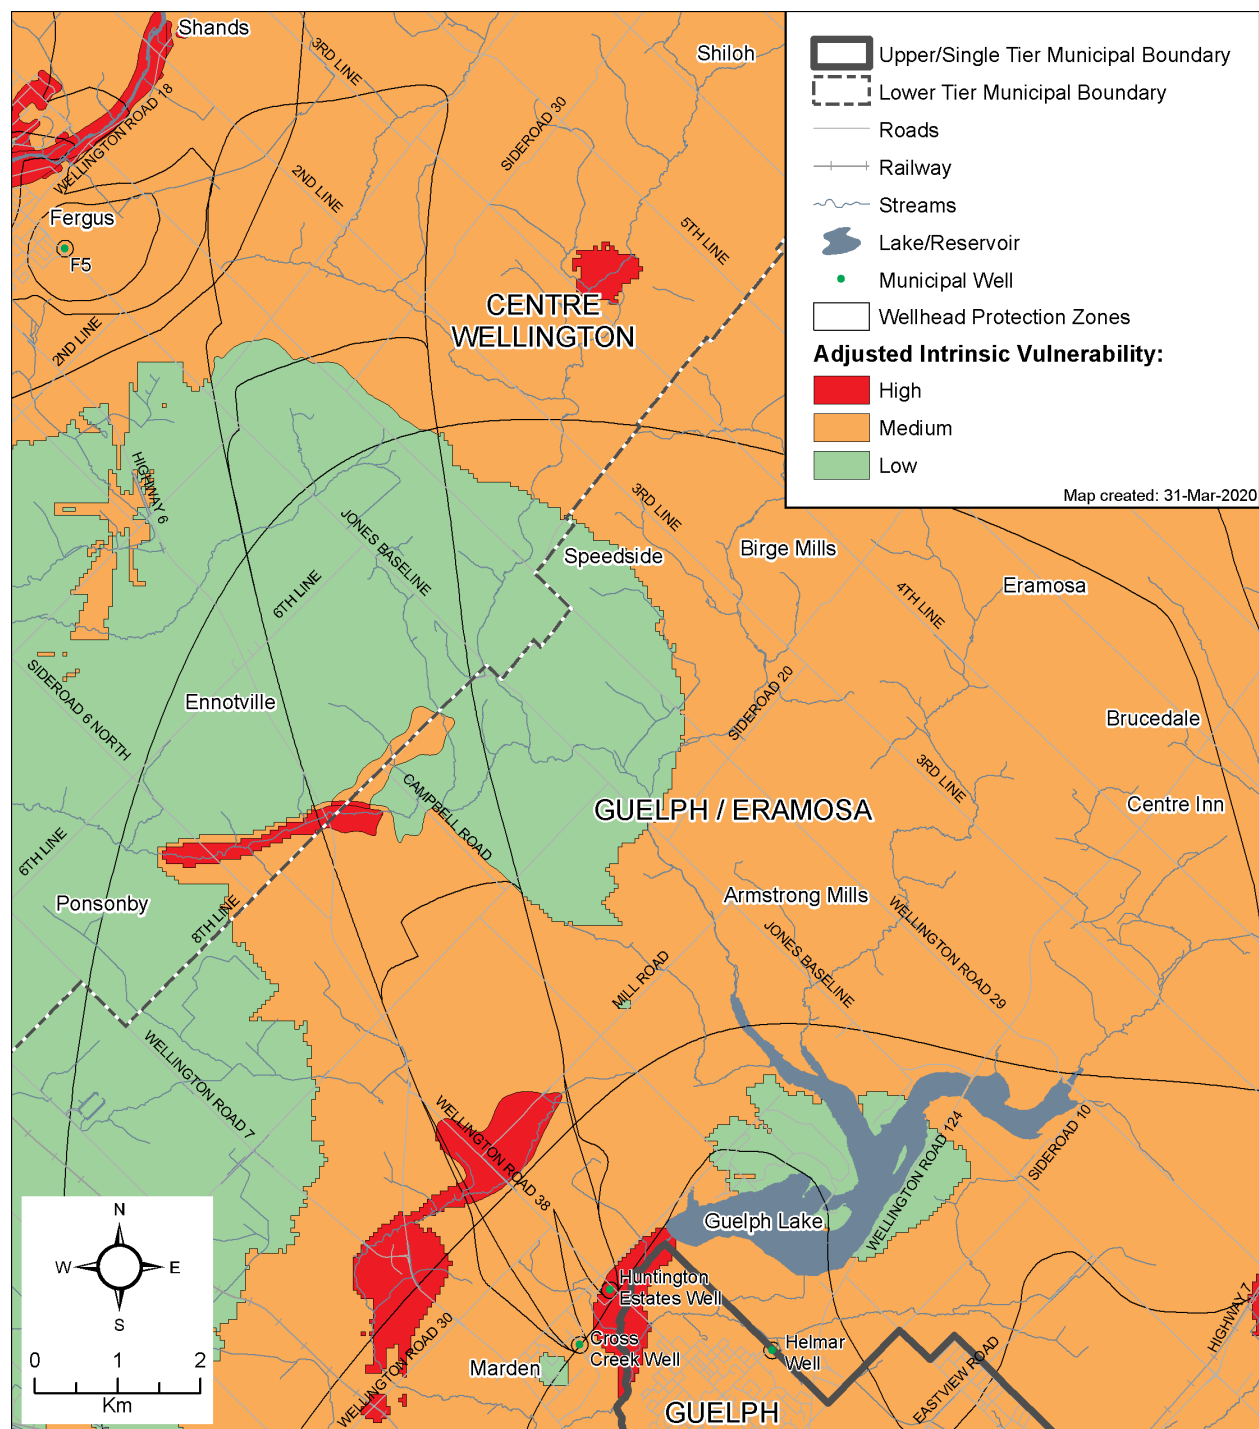 Shands
3RD LINE
Shiloh
SIDEROAD 30
WELLINGTON ROAD 18
2ND LINE
5TH LINE
Fergus
F5
2ND LINE
CENTRE
WELLINGTON
Upper/Single Tier Municipal Boundary
Lower Tier Municipal Boundary
Roads
Railway
Streams
Lake/Reservoir
Municipal Well
Wellhead Protection Zones
Adjusted Intrinsic Vulnerability:
High
Medium
Low
Map created: 31-Mar-2020
HIGHWAY 6
JONES BASELINE
3RD LINE
Speedside
Birge Mills
Eramosa
6TH LINE
4TH LINE
SIDEROAD 6 NORTH
Ennotville
SIDEROAD 20
Brucedale
3RD LINE
CAMPBELL ROAD
GUELPH / ERAMOSA
Centre Inn
6TH LINE
Ponsonby
8TH LINE
Armstrong Mills
WELLINGTON ROAD 29
JONES BASELINE
MILL ROAD
WELLINGTON ROAD 7
WELLINGTON ROAD 38
WELLINGTON ROAD 124
SIDEROAD 10
Guelph Lake
N
W
E
S
0
1
2
Km
Huntington
Estates Well
Cross
Creek Well
Helmar
Well
Marden
WELLINGTON ROAD 30
EASTVIEW ROAD
HIGHWAY 7
GUELPH